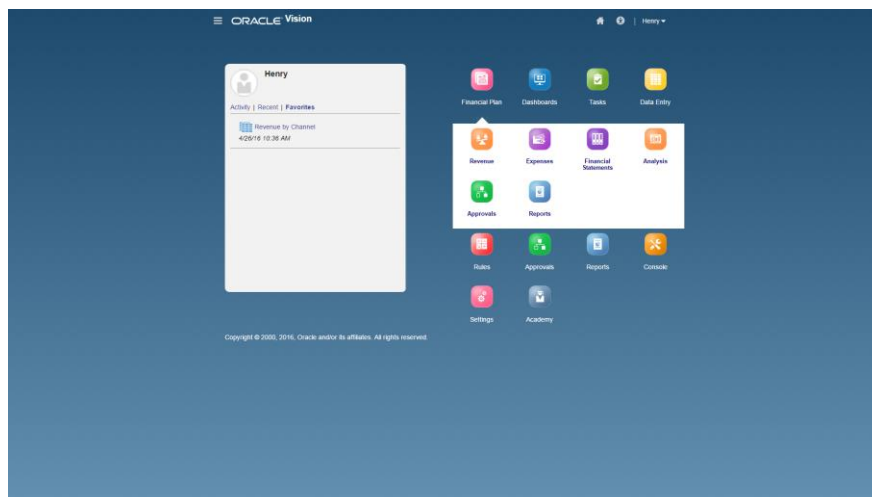 ORACLE Vision
Henry
Henry
Activity | Recent | Favorites
Revenue by Channel
4/26/16 10:36 AM
Financial Plan
Dashboards
Tasks
Data Entry
Revenue
Expenses
Financial
Statements
Analysis
Approvals
Reports
Rules
Approvals
Reports
Console
Settings
Academy
Copyright © 2000, 2016, Oracle and/or its affiliates. All rights reserved.